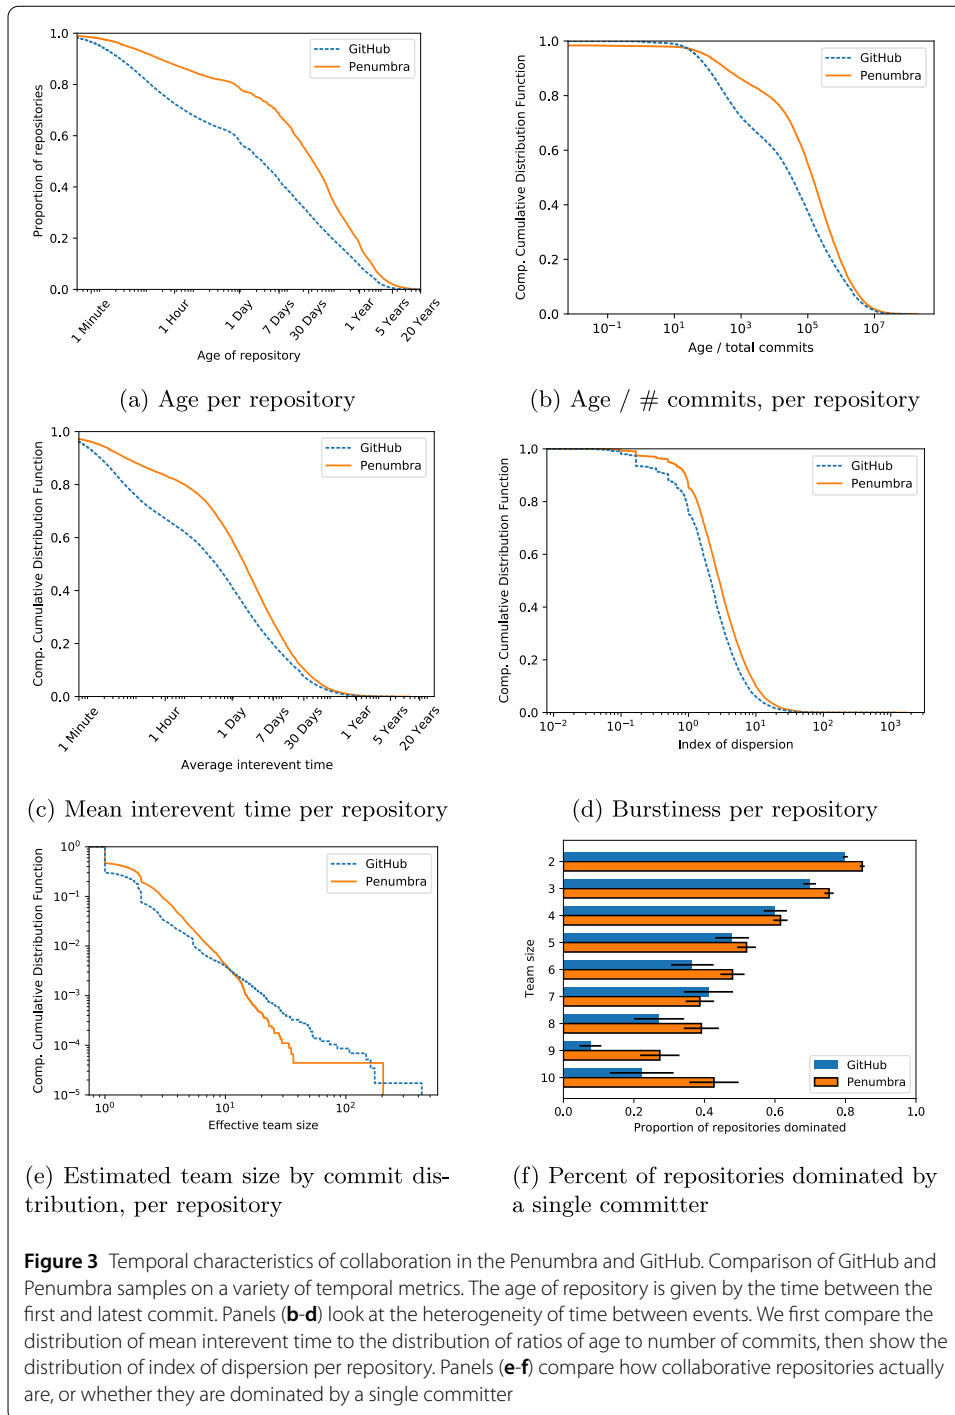 1.0
0.8
0.6
0.4
0.2
0.0
Proportion of repositories
GitHub
Penumbra
1 Minute
1 Hour
1 Day
7 Days
30 Days
1 Year
5 Years
20 Years
Age of repository
(a) Age per repository
1.0
0.8
0.6
0.4
0.2
0.0
Comp. Cumulative Distribution Function
GitHub
Penumbra
10⁻¹ 10¹ 10³ 10⁵ 10⁷
Age / total commits
(b) Age / # commits, per repository
1.0
0.8
0.6
0.4
0.2
0.0
Comp. Cumulative Distribution Function
GitHub
Penumbra
1 Minute
1 Hour
1 Day
7 Days
30 Days
1 Year
5 Years
20 Years
Average interevent time
(c) Mean interevent time per repository
1.0
0.8
0.6
0.4
0.2
0.0
Comp. Cumulative Distribution Function
GitHub
Penumbra
10⁻² 10⁻¹ 10⁰ 10¹ 10² 10³
Index of dispersion
(d) Burstiness per repository
10⁰
10⁻¹
10⁻²
10⁻³
10⁻⁴
10⁻⁵
Comp. Cumulative Distribution Function
GitHub
Penumbra
10⁰ 10¹ 10²
Effective team size
(e) Estimated team size by commit dis-
tribution, per repository
2
3
4
5
6
7
8
9
10
Team size
GitHub
Penumbra
0.0 0.2 0.4 0.6 0.8 1.0
Proportion of repositories dominated
(f) Percent of repositories dominated by
a single committer
Figure 3 Temporal characteristics of collaboration in the Penumbra and GitHub. Comparison of GitHub and
Penumbra samples on a variety of temporal metrics. The age of repository is given by the time between the
first and latest commit. Panels (b-d) look at the heterogeneity of time between events. We first compare the
distribution of mean interevent time to the distribution of ratios of age to number of commits, then show the
distribution of index of dispersion per repository. Panels (e-f) compare how collaborative repositories actually
are, or whether they are dominated by a single committer